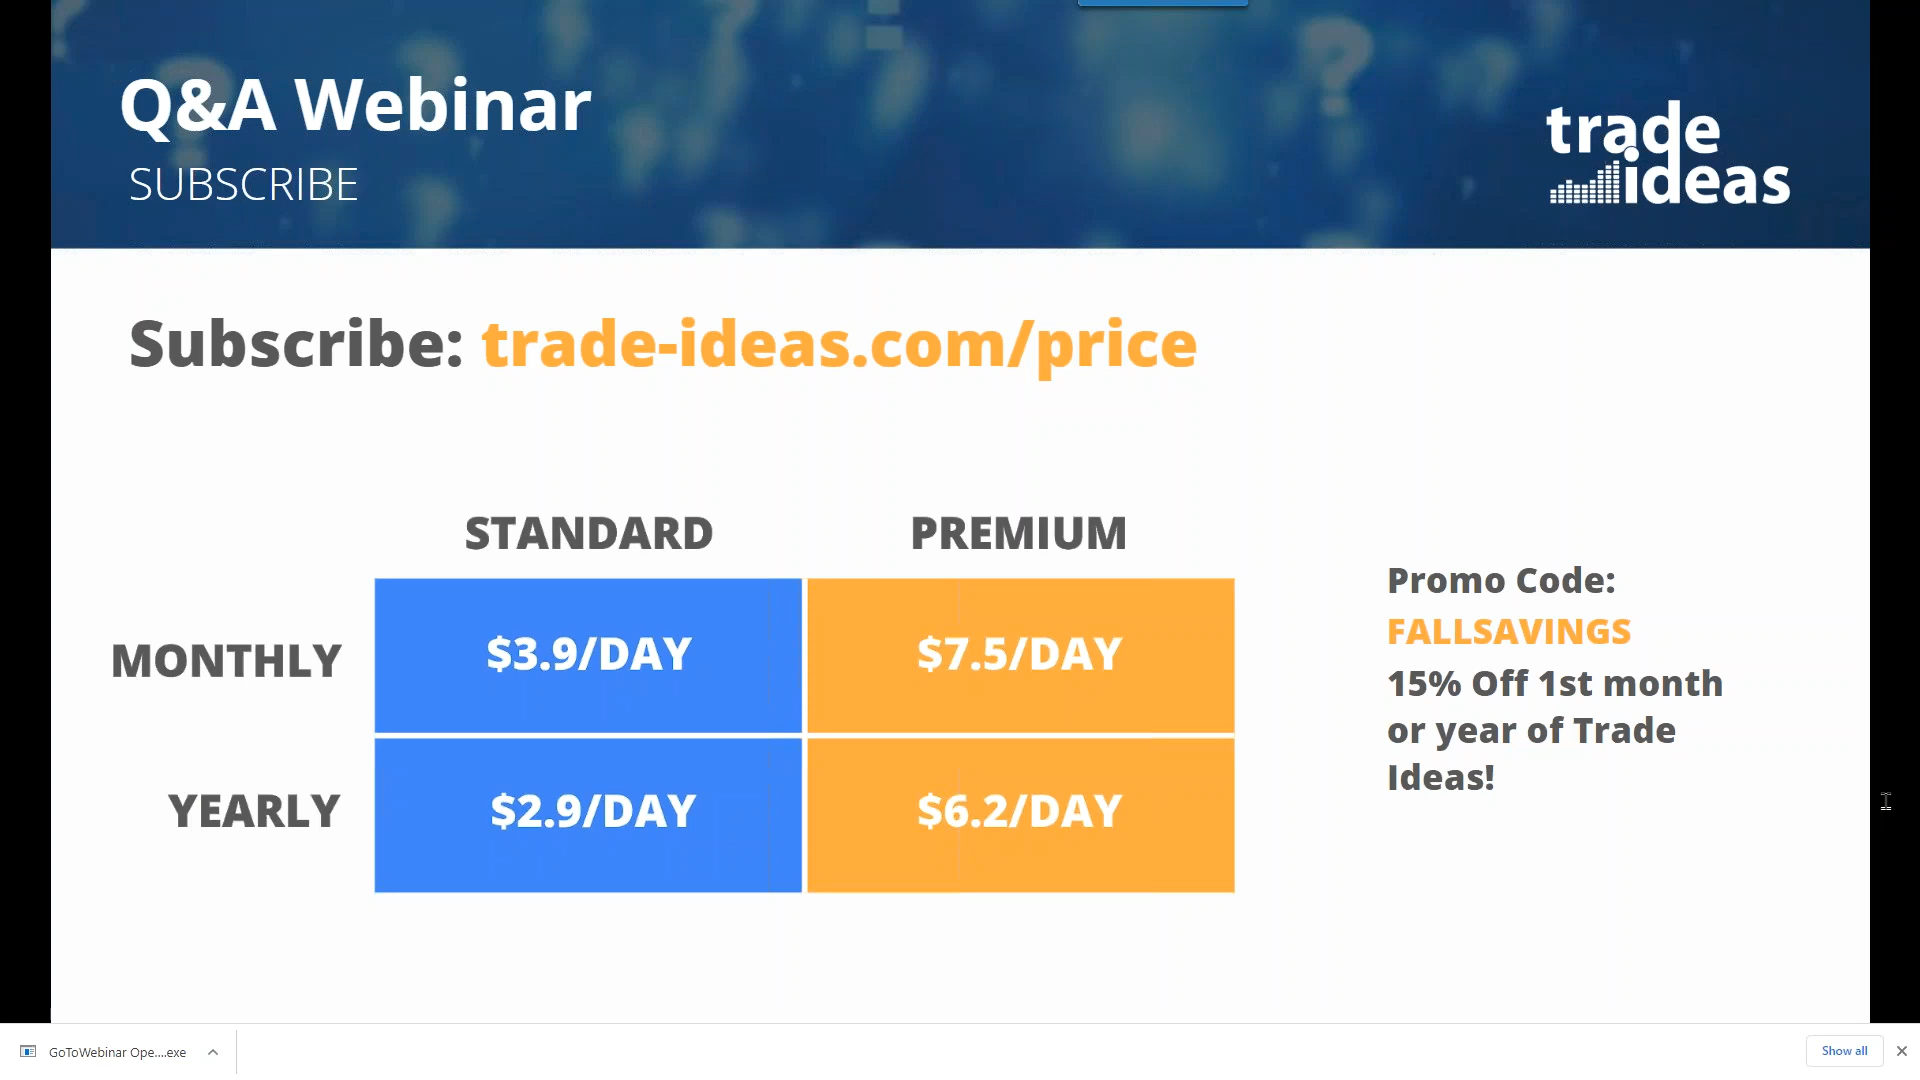 Q&A Webinar
SUBSCRIBE
trade
ideas
Subscribe: trade-ideas.com/price
STANDARD PREMIUM
MONTHLY $3.9/DAY $7.5/DAY
YEARLY $2.9/DAY $6.2/DAY
Promo Code:
FALLSAVINGS
15% Off 1st month
or year of Trade
Ideas!
GoToWebinar Ope....exe
Show all